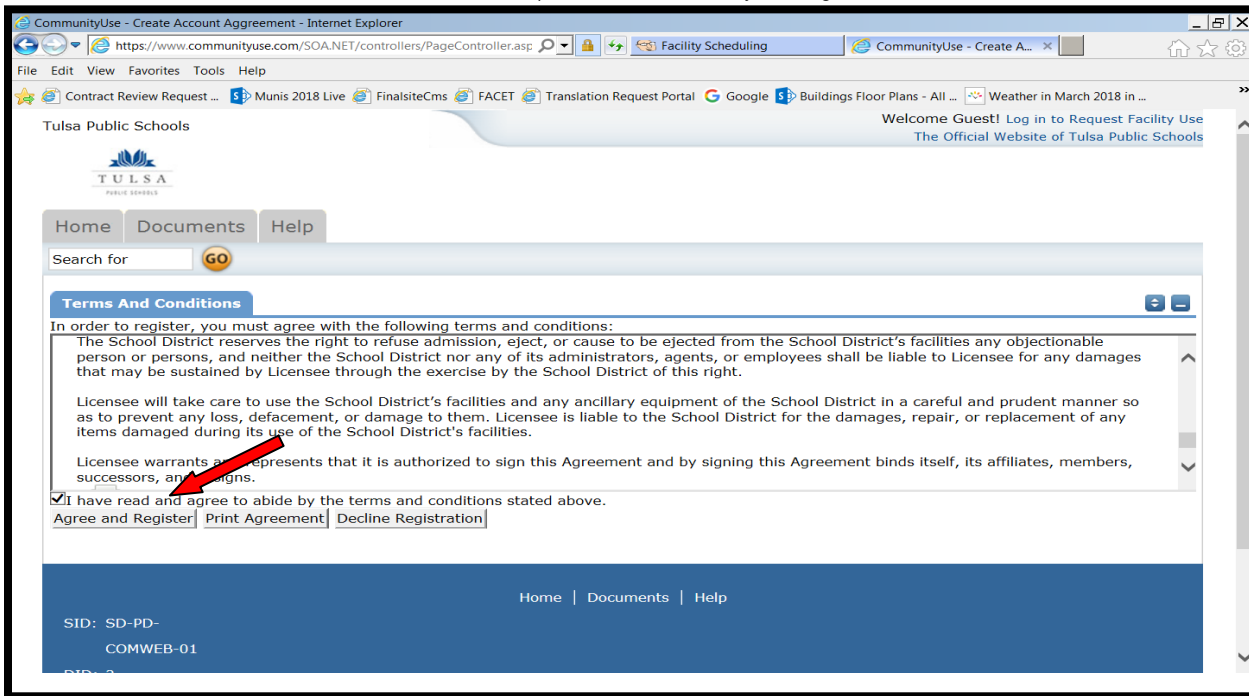 CommunityUse - Create Account Aggreement - Internet Explorer
https://www.communityuse.com/SOA.NET/controllers/PageController.asp
Facility Scheduling
CommunityUse - Create A...
File Edit View Favorites Tools Help
Contract Review Request ... Munis 2018 Live FinalsiteCms FACET Translation Request Portal Google Buildings Floor Plans - All ... Weather in March 2018 in ...
Tulsa Public Schools
Welcome Guest! Log in to Request Facility Use
The Official Website of Tulsa Public Schools
TULSA
PUBLIC SCHOOLS
Home Documents Help
Search for GO
Terms And Conditions
In order to register, you must agree with the following terms and conditions:
The School District reserves the right to refuse admission, eject, or cause to be ejected from the School District's facilities any objectionable
person or persons, and neither the School District nor any of its administrators, agents, or employees shall be liable to Licensee for any damages
that may be sustained by Licensee through the exercise by the School District of this right.
Licensee will take care to use the School District's facilities and any ancillary equipment of the School District in a careful and prudent manner so
as to prevent any loss, defacement, or damage to them. Licensee is liable to the School District for the damages, repair, or replacement of any
items damaged during its use of the School District's facilities.
Licensee warrants represents that it is authorized to sign this Agreement and by signing this Agreement binds itself, its affiliates, members,
successors,
I have read and agree to abide by the terms and conditions stated above.
Agree and Register Print Agreement Decline Registration
Home | Documents | Help
SID: SD-PD-
COMWEB-01